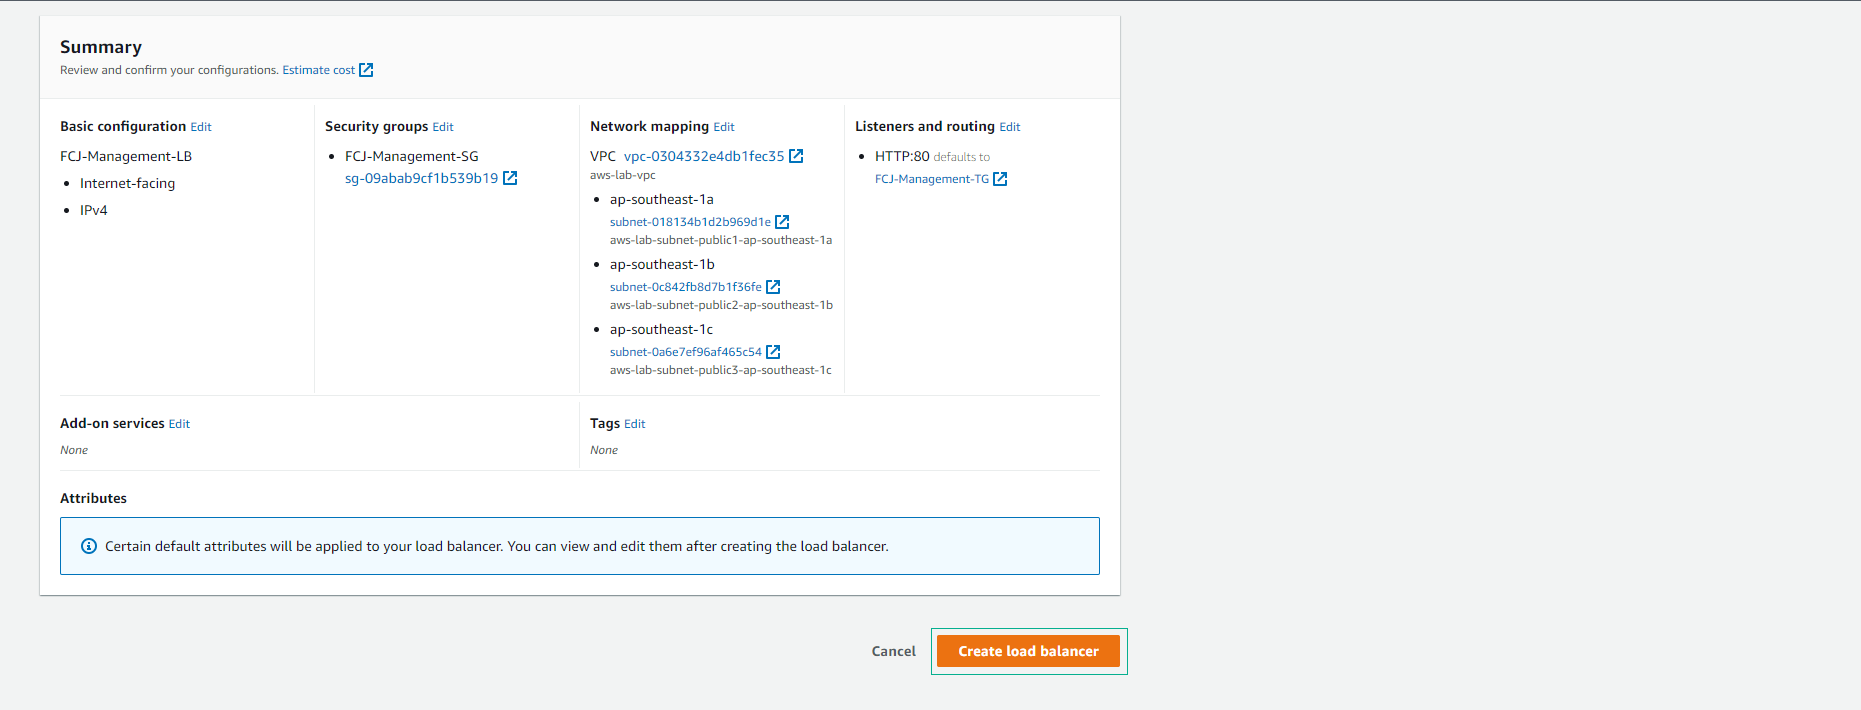 Summary
Review and confirm your configurations. Estimate cost
Basic configuration Edit
FCJ-Management-LB
Internet-facing
IPv4
Security groups Edit
FCJ-Management-SG
sg-09abab9cf1b539b19
Network mapping Edit
VPC vpc-0304332e4db1fec35
aws-lab-vpc
ap-southeast-1a
subnet-018134b1d2b969d1e
aws-lab-subnet-public1-ap-southeast-1a
ap-southeast-1b
subnet-0c842fb8d7b1f36fe
aws-lab-subnet-public2-ap-southeast-1b
ap-southeast-1c
subnet-0a6e7ef96af465c54
aws-lab-subnet-public3-ap-southeast-1c
Listeners and routing Edit
HTTP:80 defaults to
FCJ-Management-TG
Add-on services Edit
None
Tags Edit
None
Attributes
Certain default attributes will be applied to your load balancer. You can view and edit them after creating the load balancer.
Cancel
Create load balancer